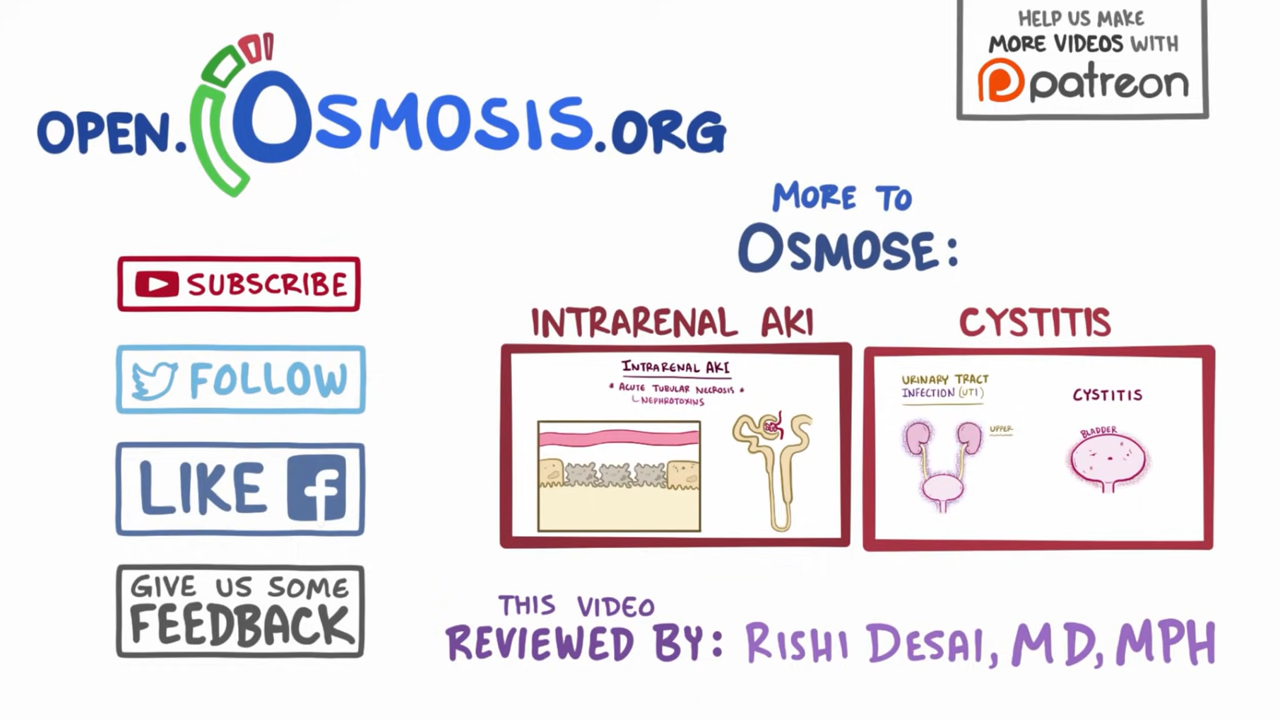 OPEN.OSMOSIS.ORG
HELP US MAKE
MORE VIDEOS WITH
patreon
MORE TO
OSMOSE:
SUBSCRIBE
FOLLOW
LIKE f
GIVE US SOME
FEEDBACK
INTRARENAL AKI
INTRARENAL AKI
* ACUTE TUBULAR NECROSIS *
NEPHROTOXINS
CYSTITIS
URINARY TRACT
INFECTION (UTI)
UPPER
CYSTITIS
BLADDER
THIS VIDEO
REVIEWED BY: RISHI DESAI, MD, MPH